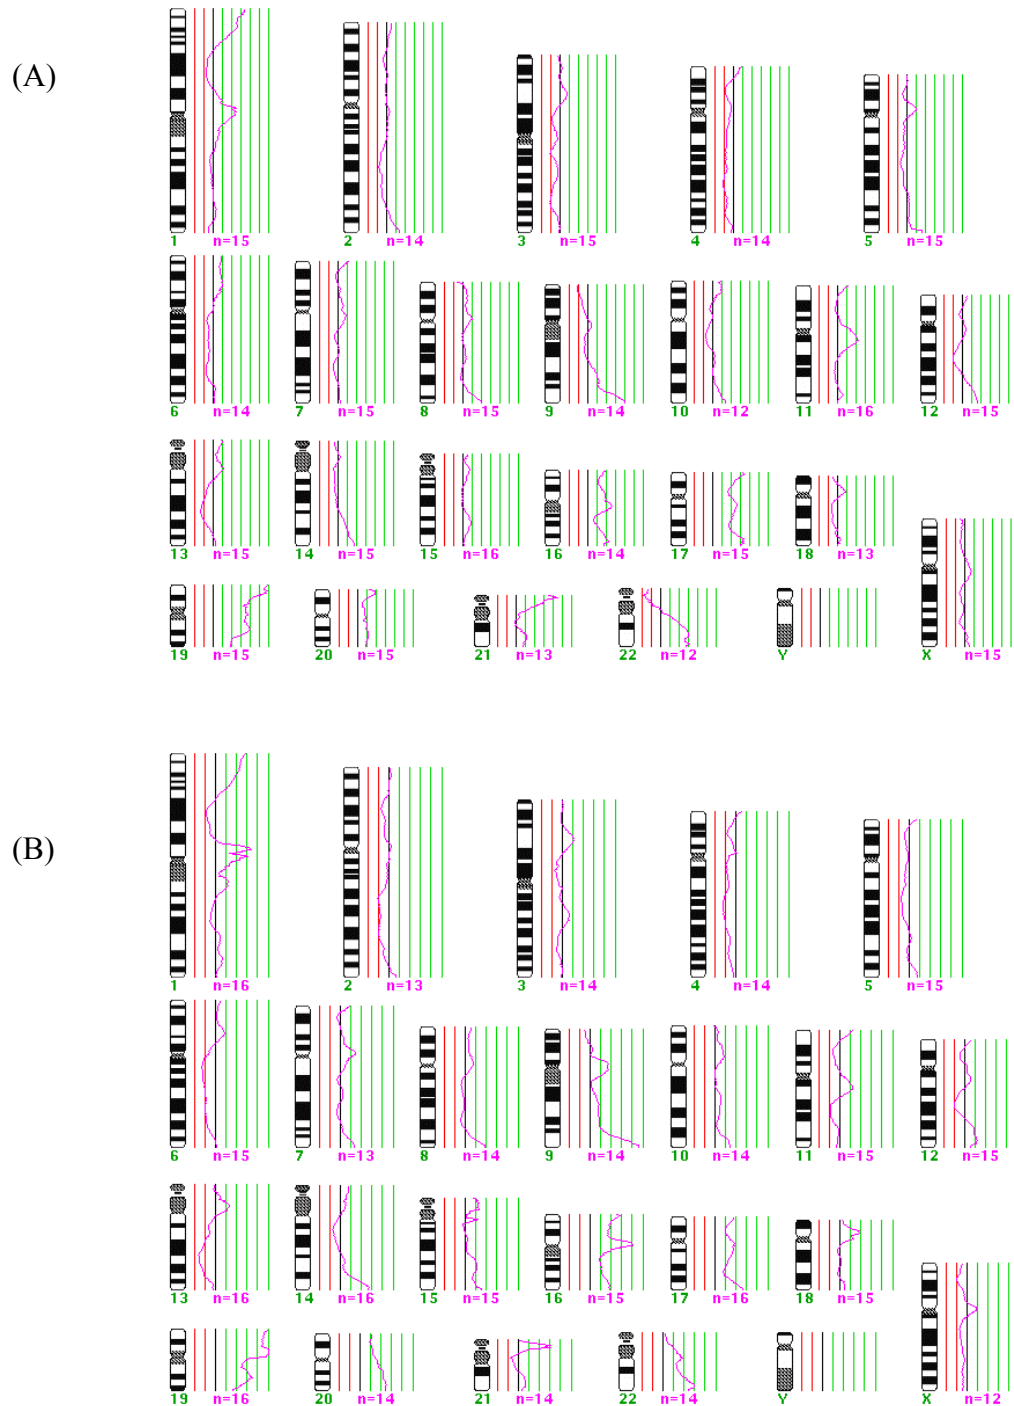 (A)
1 n=15 2 n=14 3 n=15 4 n=14 5 n=15
6 n=14 7 n=15 8 n=15 9 n=14 10 n=12 11 n=16 12 n=15
13 n=15 14 n=15 15 n=16 16 n=14 17 n=15 18 n=13
19 n=15 20 n=15 21 n=13 22 n=12 Y X n=15
(B)
1 n=16 2 n=13 3 n=14 4 n=14 5 n=15
6 n=15 7 n=13 8 n=14 9 n=14 10 n=14 11 n=15 12 n=15
13 n=16 14 n=16 15 n=15 16 n=15 17 n=16 18 n=15
19 n=16 20 n=14 21 n=14 22 n=14 Y X n=12